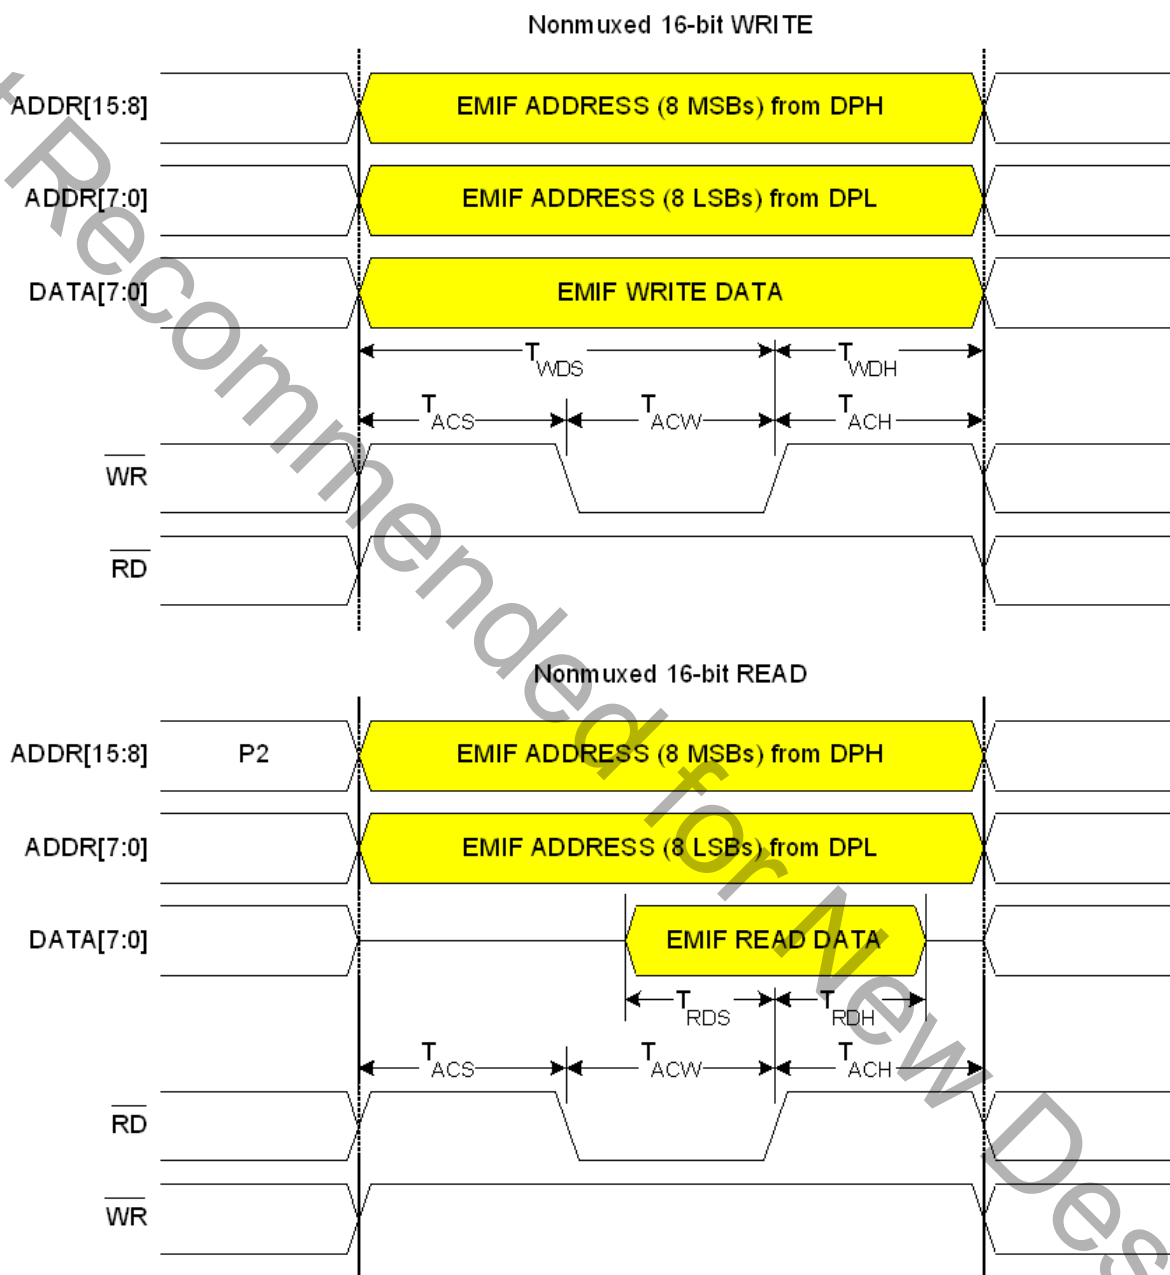 Nonmuxed 16-bit WRITE
ADDR[15:8] EMIF ADDRESS (8 MSBs) from DPH
ADDR[7:0] EMIF ADDRESS (8 LSBs) from DPL
DATA[7:0] EMIF WRITE DATA
TWDS TWDH
TACS TACW TACH
WR
RD
Nonmuxed 16-bit READ
ADDR[15:8] P2 EMIF ADDRESS (8 MSBs) from DPH
ADDR[7:0] EMIF ADDRESS (8 LSBs) from DPL
DATA[7:0] EMIF READ DATA
TRDS TRDH
TACS TACW TACH
RD
WR
Recommended for New